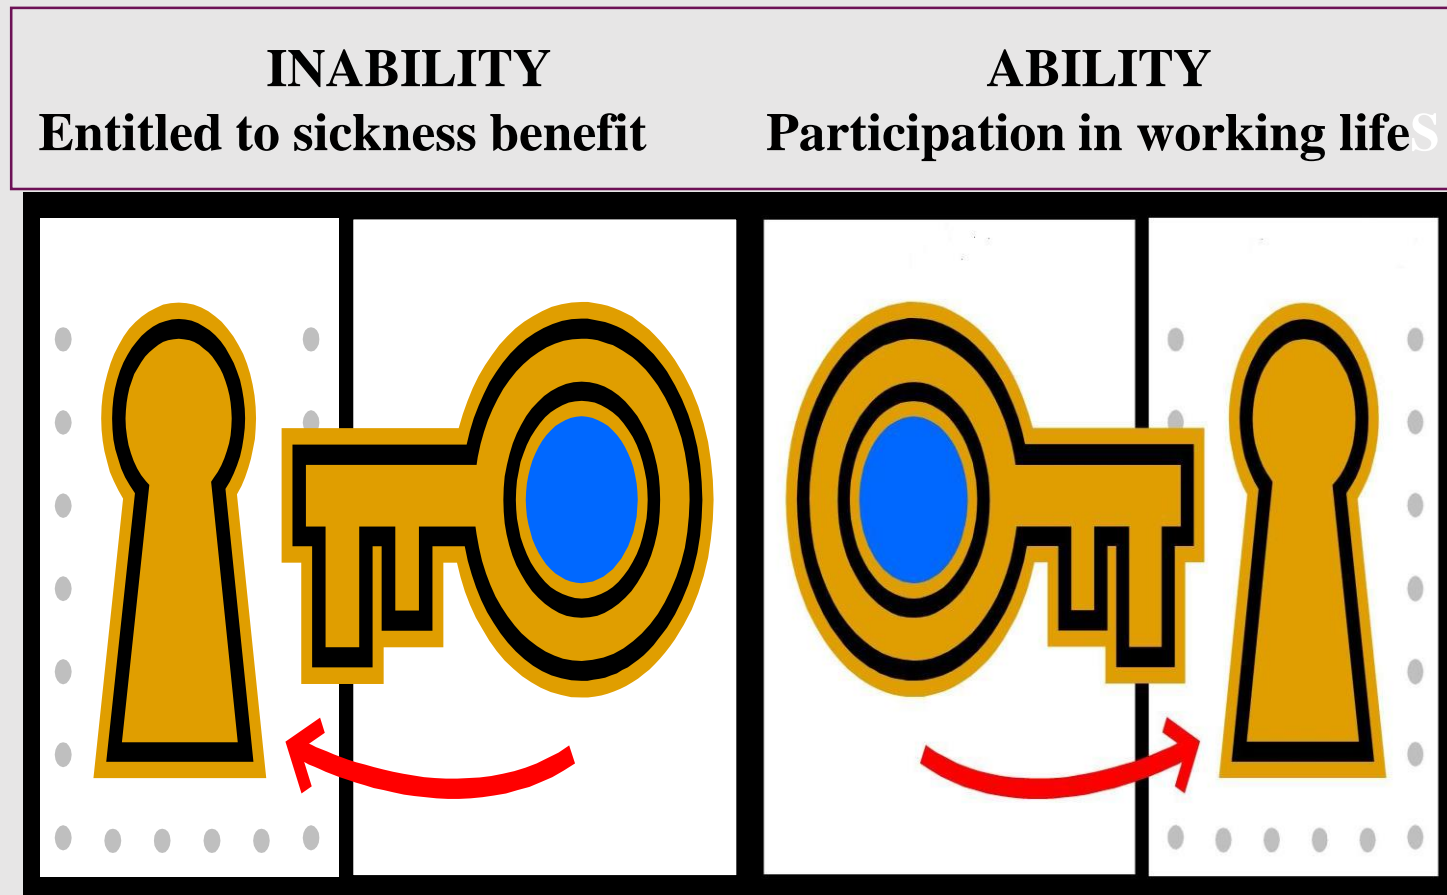 INABILITY
Entitled to sickness benefit
ABILITY
Participation in working lifeS